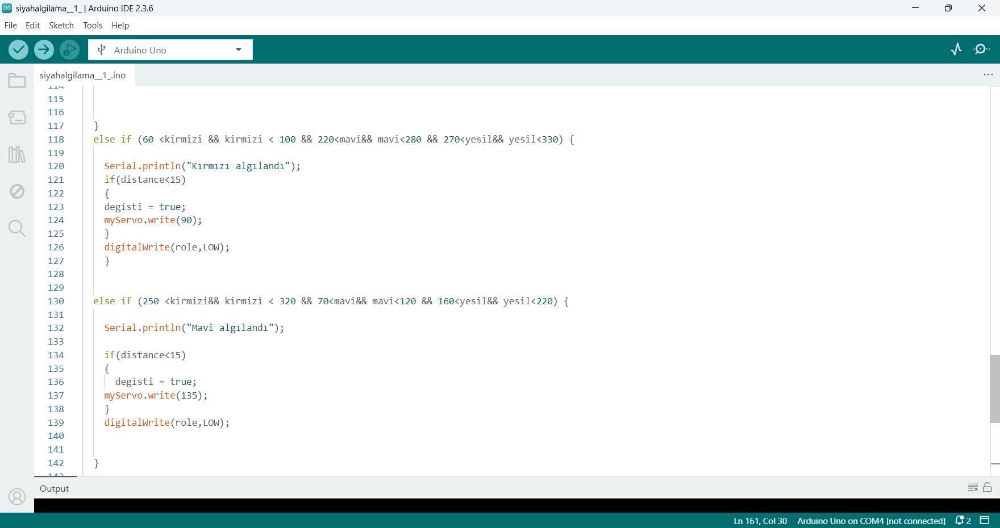 siyahalgilama__1_ | Arduino IDE 2.3.6
File Edit Sketch Tools Help
Arduino Uno
siyahalgilama__1_.ino
115
116
117 }
118 else if (60 <kirmizi && kirmizi < 100 && 220<mavi&& mavi<280 && 270<yesil&& yesil<330) {
119
120 Serial.println("Kırmızı algılandı");
121 if(distance<15)
122 {
123 degisti = true;
124 myServo.write(90);
125 }
126 digitalWrite(role,LOW);
127 }
128
129
130 else if (250 <kirmizi&& kirmizi < 320 && 70<mavi&& mavi<120 && 160<yesil&& yesil<220) {
131
132 Serial.println("Mavi algılandı");
133
134 if(distance<15)
135 {
136 degisti = true;
137 myServo.write(135);
138 }
139 digitalWrite(role,LOW);
140
141
142 }
Output
Ln 161, Col 30 Arduino Uno on COM4 [not connected] 2